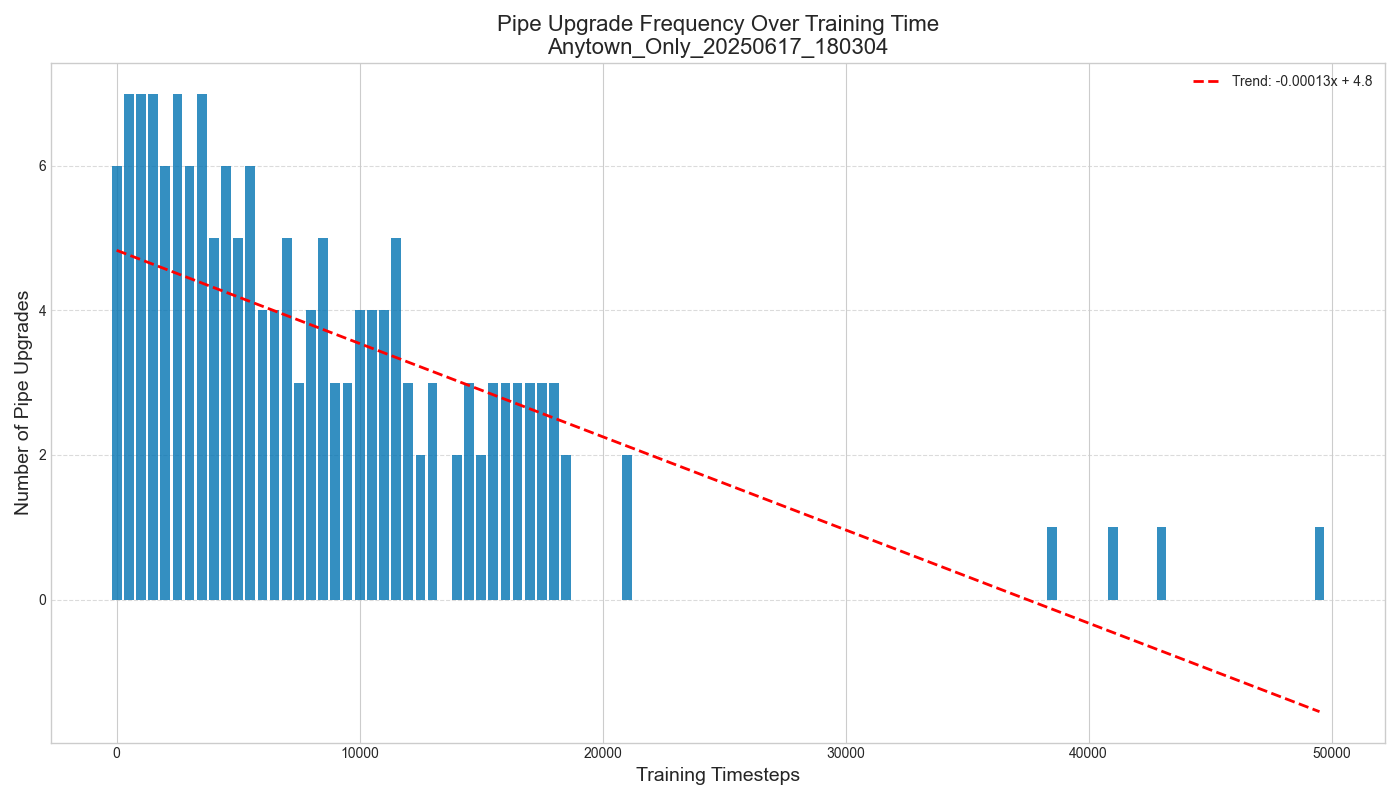 Pipe Upgrade Frequency Over Training Time
Anytown_Only_20250617_180304
Trend: -0.00013x + 4.8
Number of Pipe Upgrades
6
4
2
0
0
10000
20000
30000
40000
50000
Training Timesteps